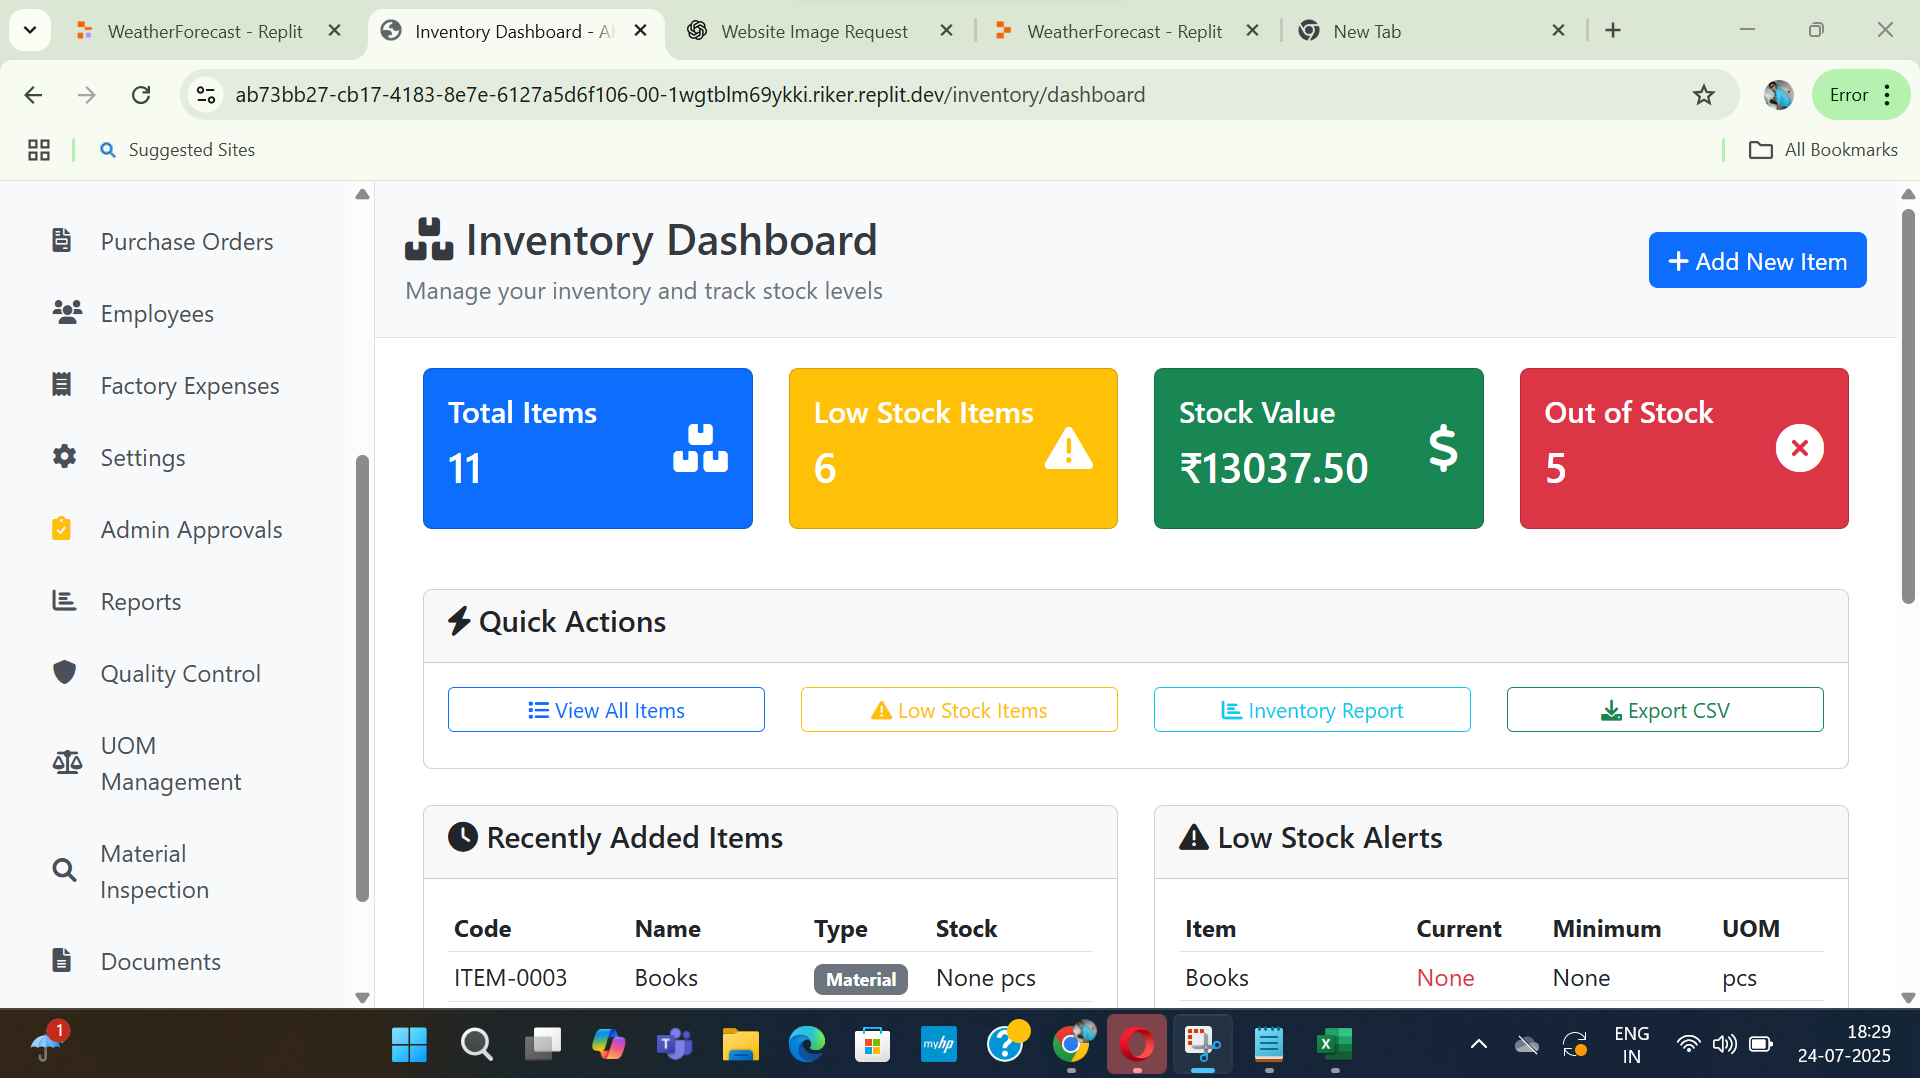 WeatherForecast - Replit
Inventory Dashboard - A
Website Image Request
WeatherForecast - Replit
New Tab
ab73bb27-cb17-4183-8e7e-6127a5d6f106-00-1wgtblm69ykki.riker.replit.dev/inventory/dashboard
Error
Suggested Sites
All Bookmarks
Purchase Orders
Employees
Factory Expenses
Settings
Admin Approvals
Reports
Quality Control
UOM
Management
Material
Inspection
Documents
Inventory Dashboard
Manage your inventory and track stock levels
+ Add New Item
Total Items
11
Low Stock Items
6
Stock Value
₹13037.50
$
Out of Stock
5
Quick Actions
View All Items
Low Stock Items
Inventory Report
Export CSV
Recently Added Items
Code Name Type Stock
ITEM-0003 Books Material None pcs
Low Stock Alerts
Item Current Minimum UOM
Books None None pcs
1
myhp
ENG
IN
18:29
24-07-2025